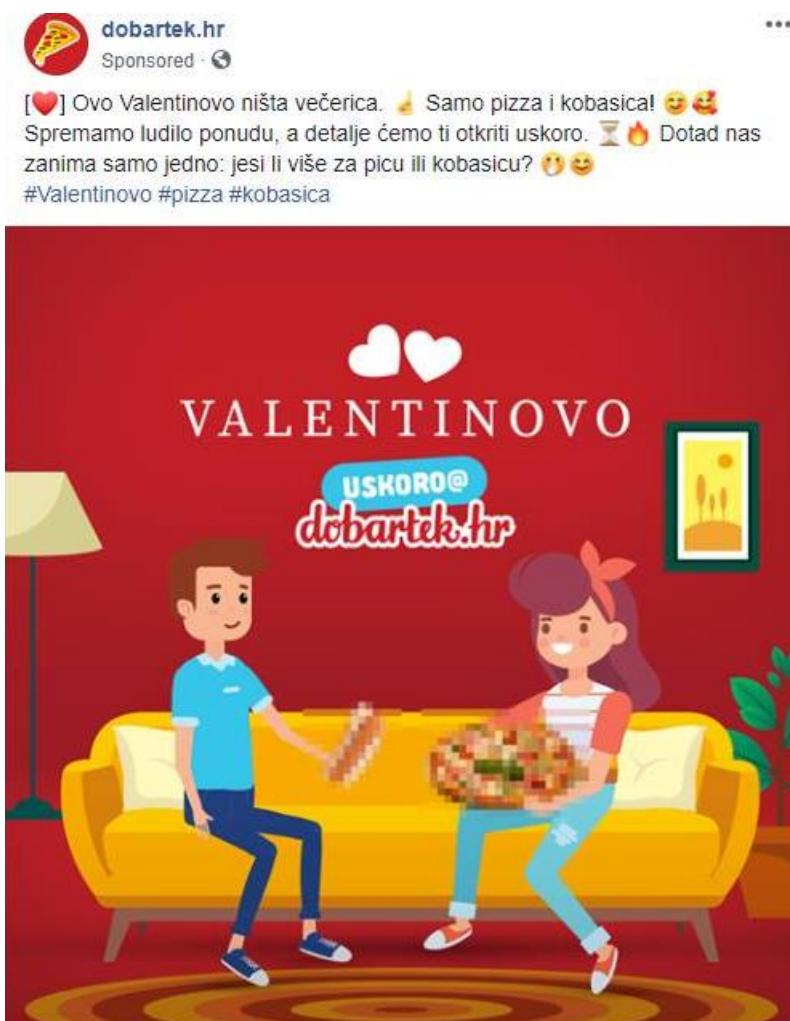 dobartek.hr
Sponsored ·
[❤️] Ovo Valentinovo ništa večerica. ☝️ Samo pizza i kobasica! 😏🥰
Spremamo ludilo ponudu, a detalje ćemo ti otkriti uskoro. ⏳🔥 Dotad nas
zanima samo jedno: jesi li više za picu ili kobasicu? 🤭😊
#Valentinovo #pizza #kobasica
VALENTINOVO
USKORO@
dobartek.hr